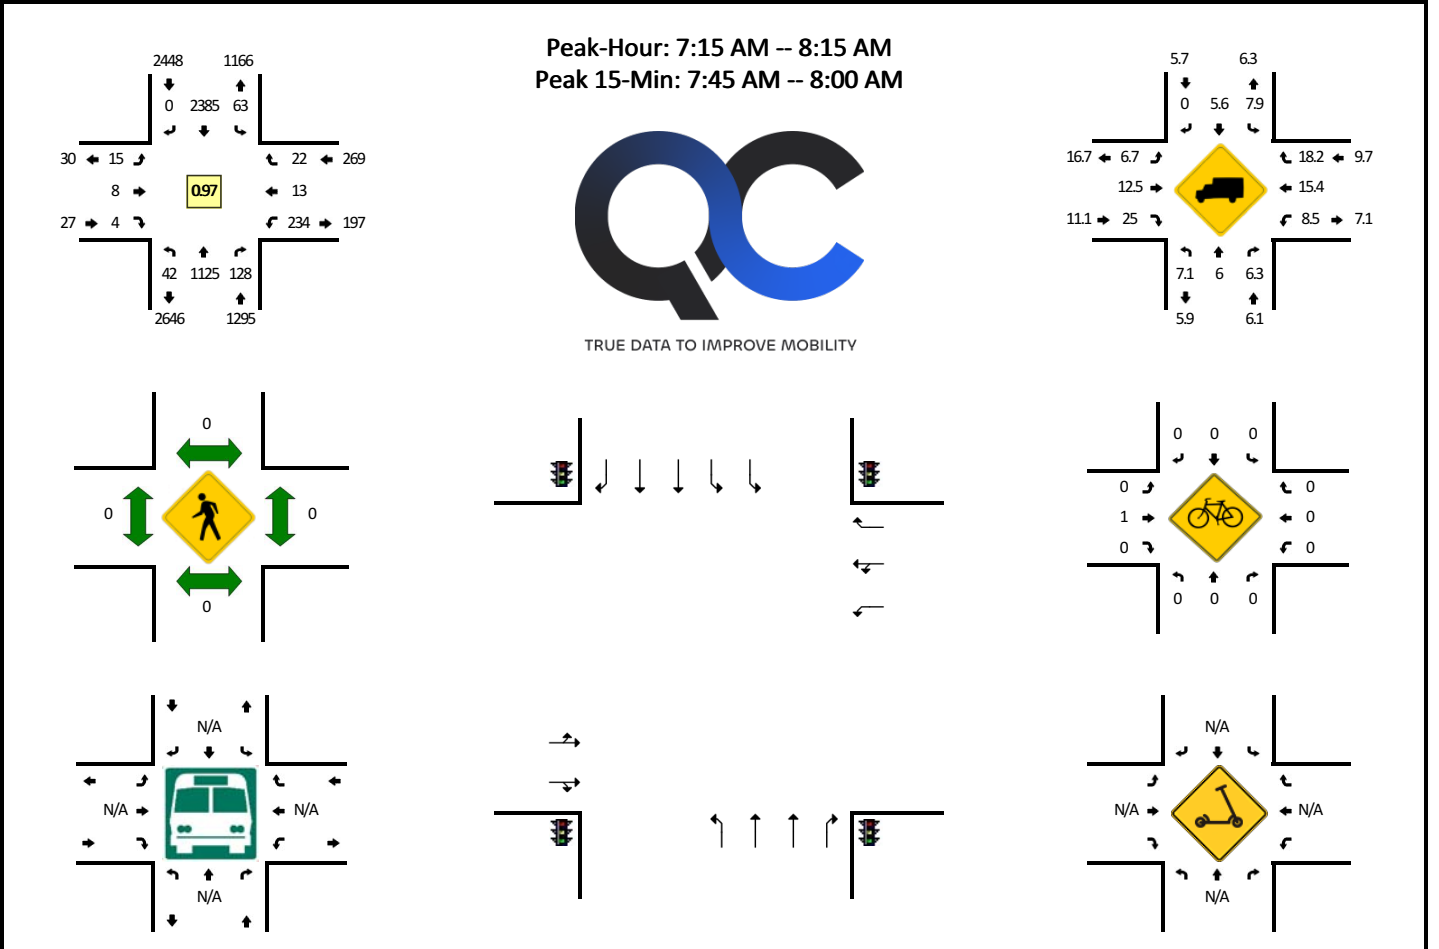 Peak-Hour: 7:15 AM -- 8:15 AM
Peak 15-Min: 7:45 AM -- 8:00 AM
2448 1166
0 2385 63
30 15 22 269
8 0.97 13
27 4 234 197
42 1125 128
2646 1295
QC
TRUE DATA TO IMPROVE MOBILITY
5.7 6.3
0 5.6 7.9
16.7 6.7 18.2 9.7
12.5 15.4
11.1 25 8.5 7.1
7.1 6 6.3
5.9 6.1
0
0 0
0
0 0 0
0 0
1 0
0 0
0 0 0
N/A
N/A N/A
N/A
N/A
N/A N/A
N/A